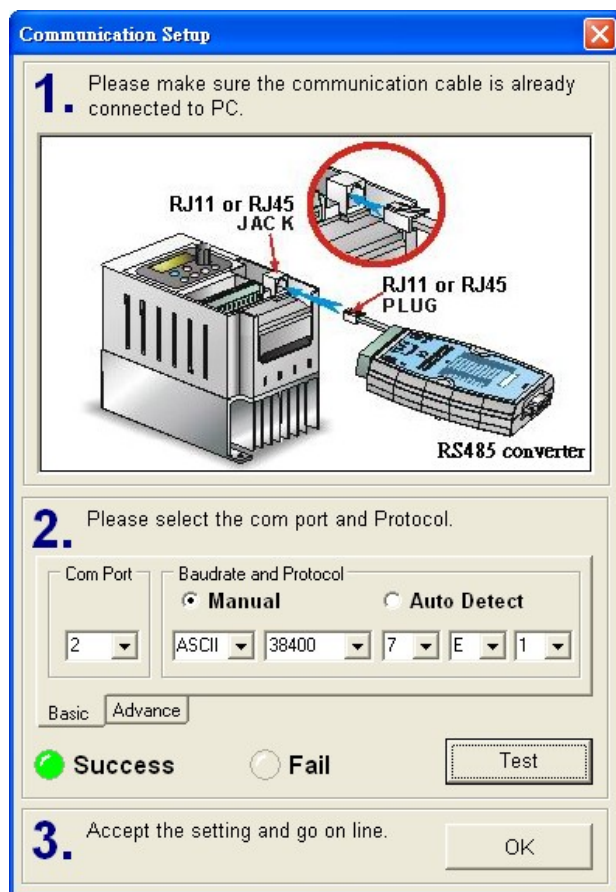 Communication Setup
1. Please make sure the communication cable is already
connected to PC.
RJ11 or RJ45
JACK
RJ11 or RJ45
PLUG
RS485 converter
2. Please select the com port and Protocol.
Com Port
Baudrate and Protocol
Manual
Auto Detect
2
ASCII
38400
7
E
1
Basic
Advance
Success
Fail
Test
3. Accept the setting and go on line.
OK